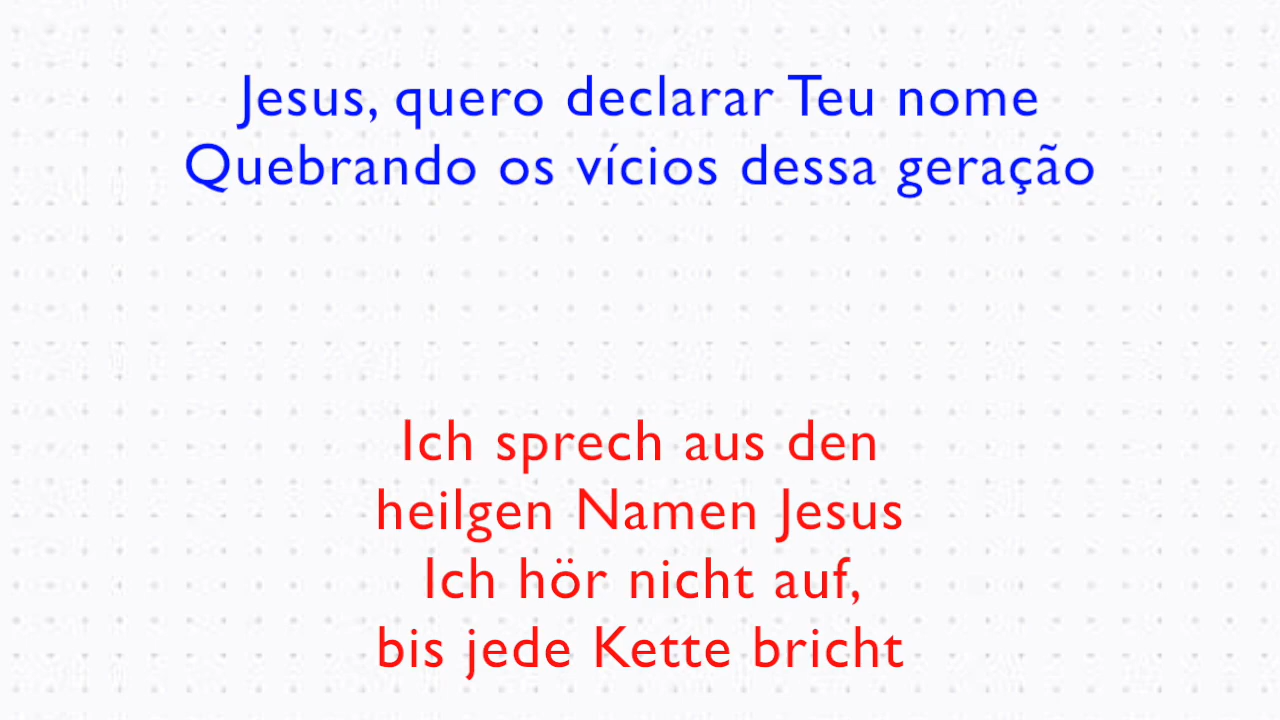 Jesus, quero declarar Teu nome
Quebrando os vícios dessa geração
Ich sprech aus den
heilgen Namen Jesus
Ich hör nicht auf,
bis jede Kette bricht